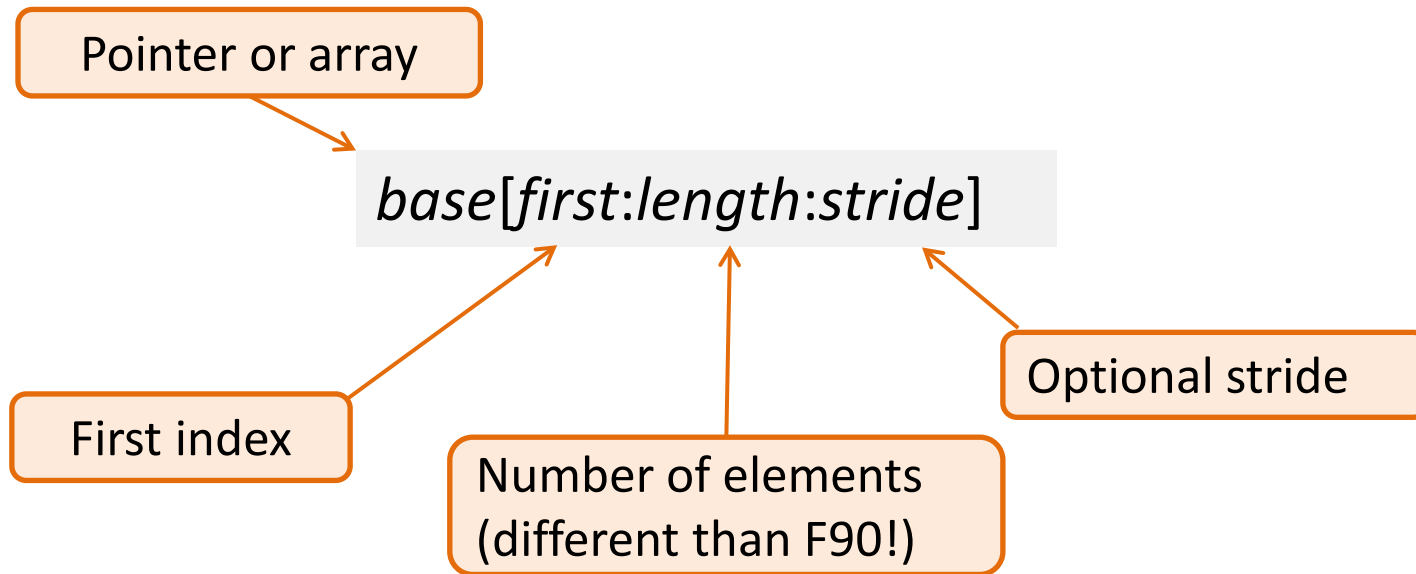 Pointer or array
base[first:length:stride]
Optional stride
First index
Number of elements
(different than F90!)